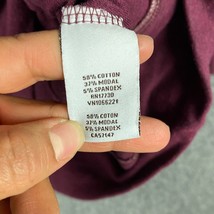 58% COTTON
37% MODAL
5% SPANDEX
RN17730
VN1066221
58% COTTON
37% MODAL
5% SPANDEX
CA57147